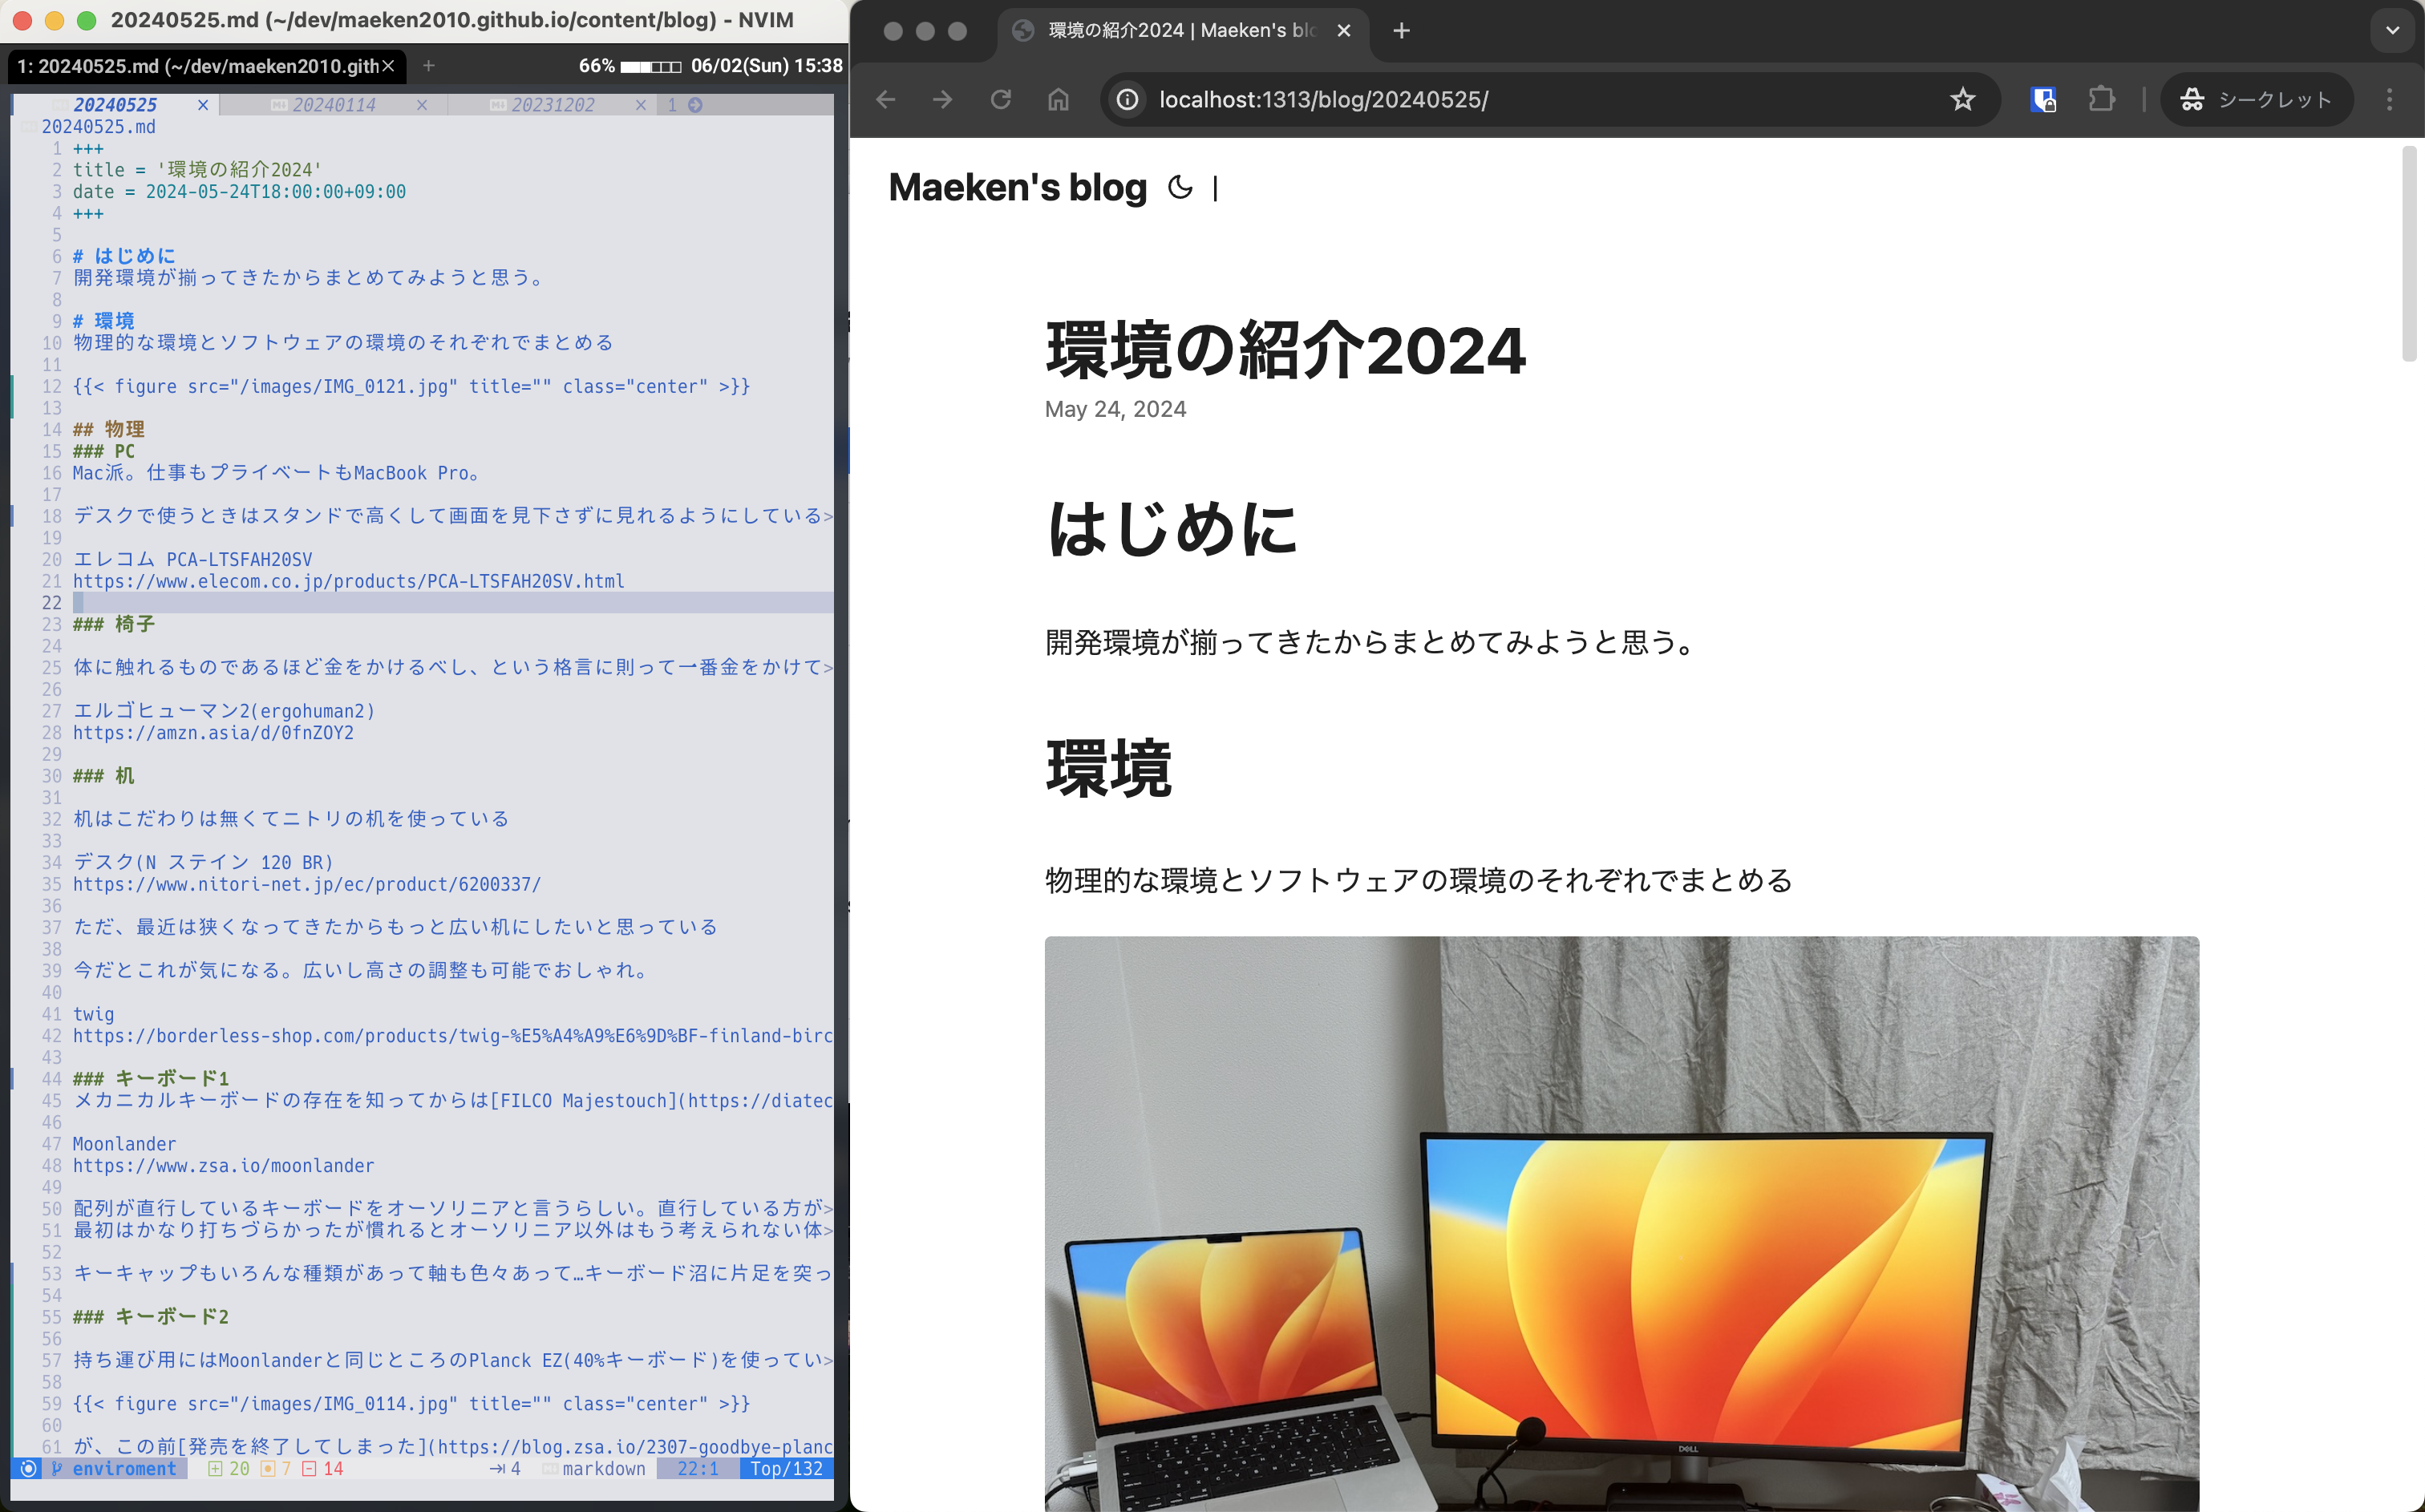 20240525.md (~/dev/maeken2010.github.io/content/blog) - NVIM
1: 20240525.md (~/dev/maeken2010.gith
66% 06/02(Sun) 15:38
20240525 20240114 20231202 1
20240525.md
1 +++
2 title = '環境の紹介2024'
3 date = 2024-05-24T18:00:00+09:00
4 +++
5
6 # はじめに
7 開発環境が揃ってきたからまとめてみようと思う。
8
9 # 環境
10 物理的な環境とソフトウェアの環境のそれぞれでまとめる
11
12 {{< figure src="/images/IMG_0121.jpg" title="" class="center" >}}
13
14 ## 物理
15 ### PC
16 Mac派。仕事もプライベートもMacBook Pro。
17
18 デスクで使うときはスタンドで高くして画面を見下さずに見れるようにしている>
19
20 エレコム PCA-LTSFAH20SV
21 https://www.elecom.co.jp/products/PCA-LTSFAH20SV.html
22
23 ### 椅子
24
25 体に触れるものであるほど金をかけるべし、という格言に則って一番金をかけて>
26
27 エルゴヒューマン2(ergohuman2)
28 https://amzn.asia/d/0fnZOY2
29
30 ### 机
31
32 机はこだわりは無くてニトリの机を使っている
33
34 デスク(N ステイン 120 BR)
35 https://www.nitori-net.jp/ec/product/6200337/
36
37 ただ、最近は狭くなってきたからもっと広い机にしたいと思っている
38
39 今だとこれが気になる。広いし高さの調整も可能でおしゃれ。
40
41 twig
42 https://borderless-shop.com/products/twig-%E5%A4%A9%E6%9D%BF-finland-birc
43
44 ### キーボード1
45 メカニカルキーボードの存在を知ってからは[FILCO Majestouch](https://diatec
46
47 Moonlander
48 https://www.zsa.io/moonlander
49
50 配列が直行しているキーボードをオーソリニアと言うらしい。直行している方が>
51 最初はかなり打ちづらかったが慣れるとオーソリニア以外はもう考えられない体>
52
53 キーキャップもいろんな種類があって軸も色々あって…キーボード沼に片足を突っ
54
55 ### キーボード2
56
57 持ち運び用にはMoonlanderと同じところのPlanck EZ(40%キーボード)を使ってい>
58
59 {{< figure src="/images/IMG_0114.jpg" title="" class="center" >}}
60
61 が、この前[発売を終了してしまった](https://blog.zsa.io/2307-goodbye-planc
enviroment 20 7 14 4 markdown 22:1 Top/132
環境の紹介2024 | Maeken's blo
localhost:1313/blog/20240525/
シークレット
Maeken's blog |
環境の紹介2024
May 24, 2024
はじめに
開発環境が揃ってきたからまとめてみようと思う。
環境
物理的な環境とソフトウェアの環境のそれぞれでまとめる
DELL